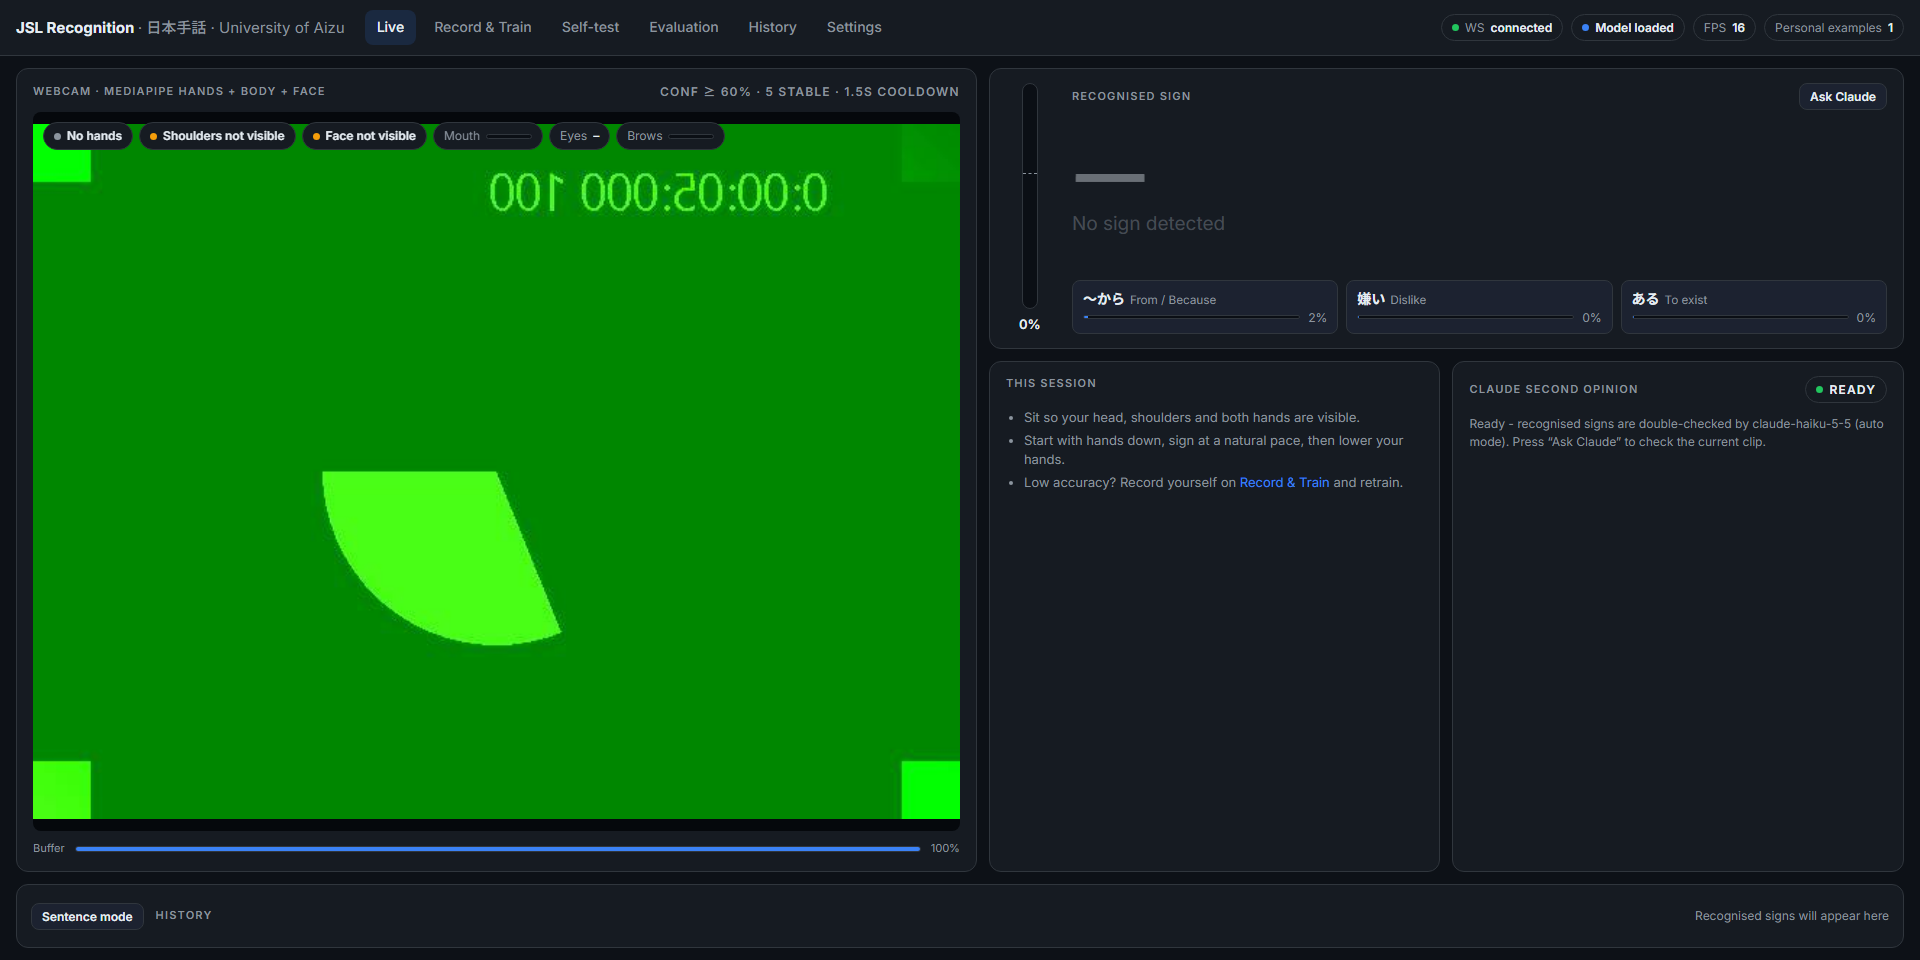 JSL Recognition · 日本手話 · University of Aizu
Live
Record & Train
Self-test
Evaluation
History
Settings
WS connected
Model loaded
FPS 16
Personal examples 1
WEBCAM · MEDIAPIPE HANDS + BODY + FACE
CONF ≥ 60% · 5 STABLE · 1.5S COOLDOWN
No hands
Shoulders not visible
Face not visible
Mouth
Eyes –
Brows
0:00:05:000 100
Buffer
100%
RECOGNISED SIGN
Ask Claude
—
No sign detected
0%
〜から From / Because
2%
嫌い Dislike
0%
ある To exist
0%
THIS SESSION
• Sit so your head, shoulders and both hands are visible.
• Start with hands down, sign at a natural pace, then lower your
hands.
• Low accuracy? Record yourself on Record & Train and retrain.
CLAUDE SECOND OPINION
READY
Ready - recognised signs are double-checked by claude-haiku-5-5 (auto
mode). Press “Ask Claude” to check the current clip.
Sentence mode
HISTORY
Recognised signs will appear here